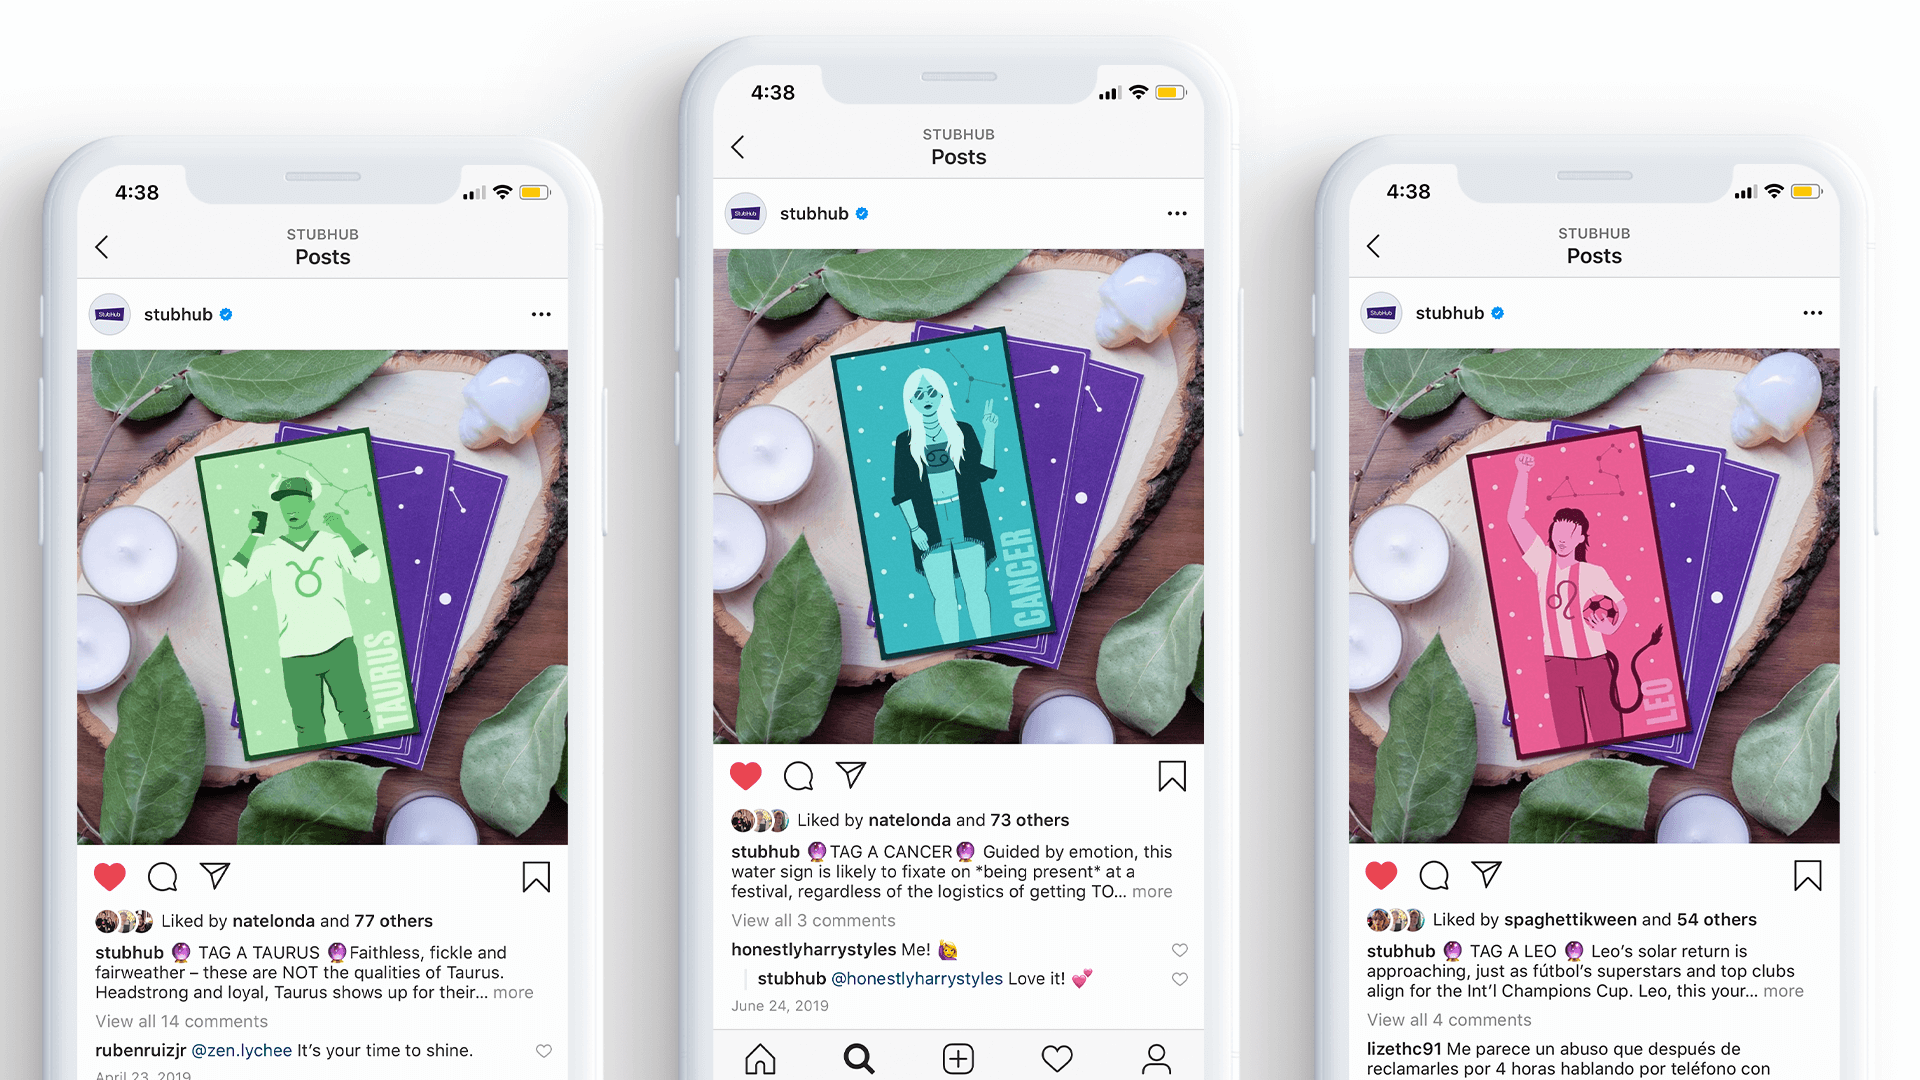 4:38
STUBHUB
Posts
StubHub
stubhub
TAURUS
Liked by natelonda and 77 others
stubhub 🔮 TAG A TAURUS 🔮Faithless, fickle and
fairweather – these are NOT the qualities of Taurus.
Headstrong and loyal, Taurus shows up for their... more
View all 14 comments
rubenruizjr @zen.lychee It’s your time to shine.
April 23, 2019
4:38
STUBHUB
Posts
StubHub
stubhub
CANCER
Liked by natelonda and 73 others
stubhub 🔮TAG A CANCER🔮 Guided by emotion, this
water sign is likely to fixate on *being present* at a
festival, regardless of the logistics of getting TO... more
View all 3 comments
honestlyharrystyles Me! 🙋
stubhub @honestlyharrystyles Love it! 💕
June 24, 2019
4:38
STUBHUB
Posts
StubHub
stubhub
LEO
Liked by spaghettikween and 54 others
stubhub 🔮 TAG A LEO 🔮 Leo’s solar return is
approaching, just as fútbol’s superstars and top clubs
align for the Int’l Champions Cup. Leo, this your... more
View all 4 comments
lizethc91 Me parece un abuso que después de
reclamarles por 4 horas hablando por teléfono con